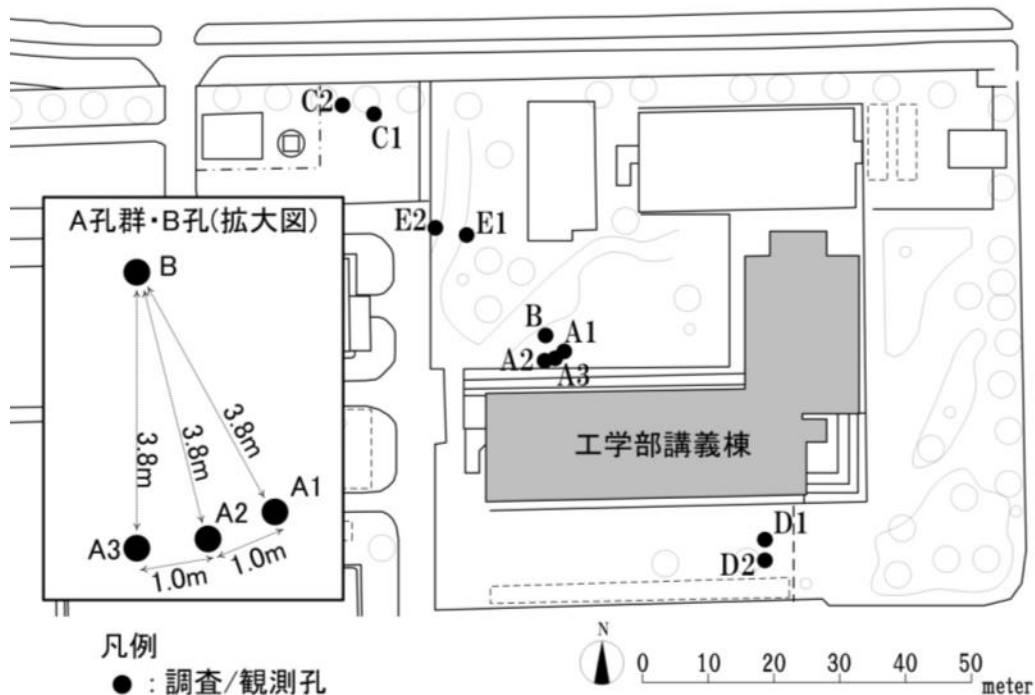 C2
C1
A孔群・B孔(拡大図)
B
3.8m
3.8m
3.8m
A1
A2
A3
1.0m
1.0m
E2
E1
B
A1
A2
A3
工学部講義棟
D1
D2
凡例
● : 調査/観測孔
N
0 10 20 30 40 50
meter